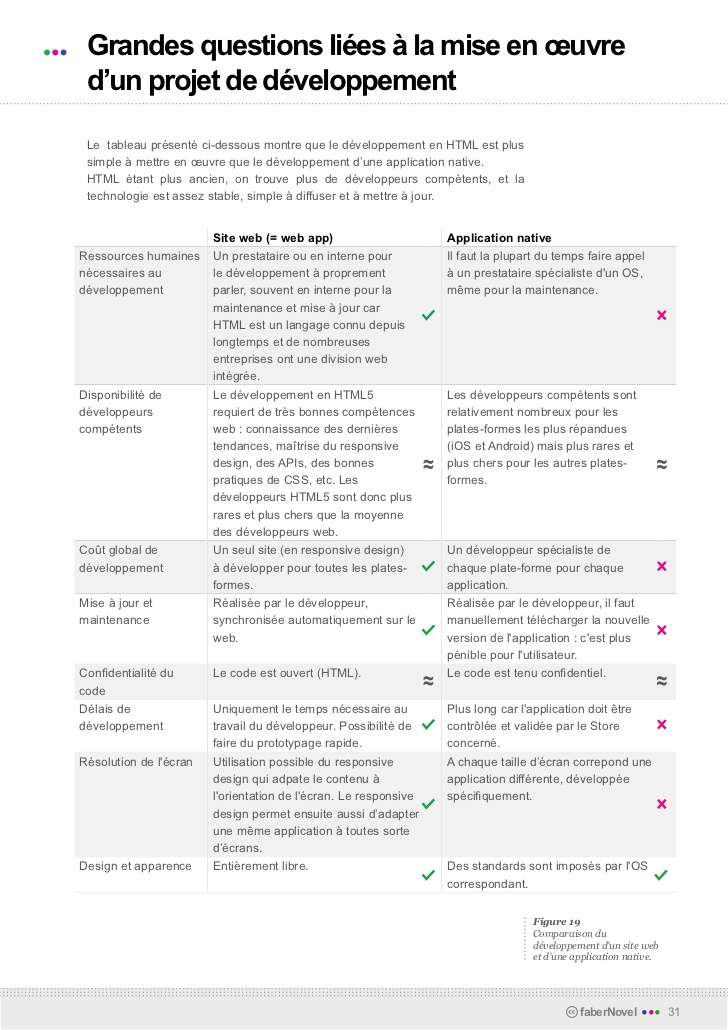 Grandes questions liées à la mise en œuvre
d'un projet de développement
Le tableau présenté ci-dessous montre que le développement en HTML est plus
simple à mettre en œuvre que le développement d'une application native.
HTML étant plus ancien, on trouve plus de développeurs compétents, et la
technologie est assez stable, simple à diffuser et à mettre à jour.
Site web (= web app)
Application native
Ressources humaines
nécessaires au
développement
Un prestataire ou en interne pour
le développement à proprement
parler, souvent en interne pour la
maintenance et mise à jour car
HTML est un langage connu depuis
longtemps et de nombreuses
entreprises ont une division web
intégrée.
✓
Il faut la plupart du temps faire appel
à un prestataire spécialiste d'un OS,
même pour la maintenance.
×
Disponibilité de
développeurs
compétents
Le développement en HTML5
requiert de très bonnes compétences
web : connaissance des dernières
tendances, maîtrise du responsive
design, des APIs, des bonnes
pratiques de CSS, etc. Les
développeurs HTML5 sont donc plus
rares et plus chers que la moyenne
des développeurs web.
≈
Les développeurs compétents sont
relativement nombreux pour les
plates-formes les plus répandues
(iOS et Android) mais plus rares et
plus chers pour les autres plates-
formes.
≈
Coût global de
développement
Un seul site (en responsive design)
à développer pour toutes les plates-
formes.
✓
Un développeur spécialiste de
chaque plate-forme pour chaque
application.
×
Mise à jour et
maintenance
Réalisée par le développeur,
synchronisée automatiquement sur le
web.
✓
Réalisée par le développeur, il faut
manuellement télécharger la nouvelle
version de l'application : c'est plus
pénible pour l'utilisateur.
×
Confidentialité du
code
Le code est ouvert (HTML).
≈
Le code est tenu confidentiel.
≈
Délais de
développement
Uniquement le temps nécessaire au
travail du développeur. Possibilité de
faire du prototypage rapide.
✓
Plus long car l'application doit être
contrôlée et validée par le Store
concerné.
×
Résolution de l'écran
Utilisation possible du responsive
design qui adpate le contenu à
l'orientation de l'écran. Le responsive
design permet ensuite aussi d'adapter
une même application à toutes sorte
d'écrans.
✓
A chaque taille d'écran correpond une
application différente, développée
spécifiquement.
×
Design et apparence
Entièrement libre.
✓
Des standards sont imposés par l'OS
correspondant.
✓
Figure 19
Comparaison du
développement d'un site web
et d'une application native.
cc faberNovel 31